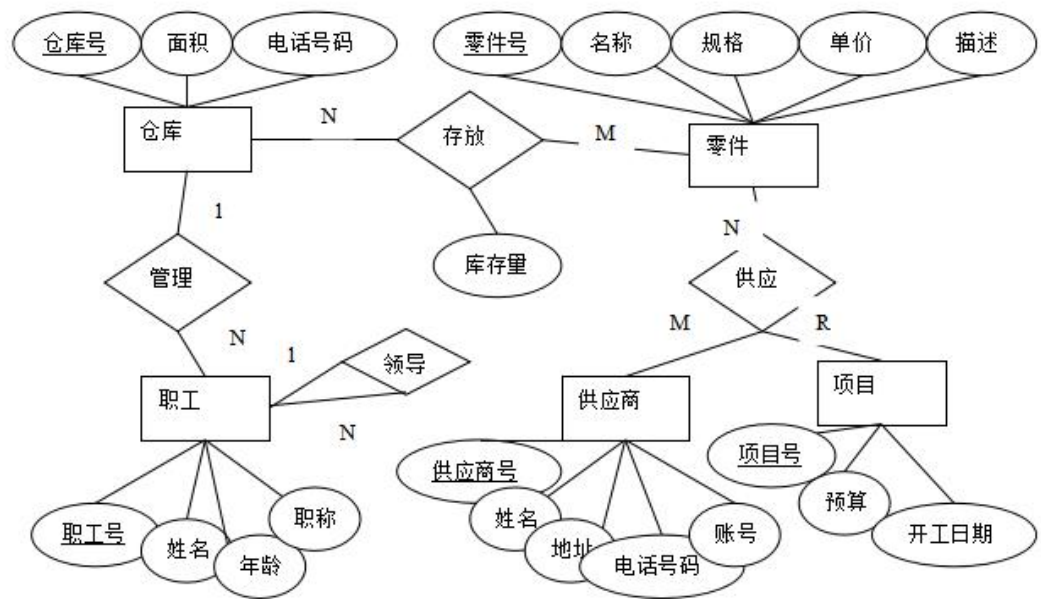 仓库号 面积 电话号码 零件号 名称 规格 单价 描述
仓库 N 存放 M 零件
1 库存量 N
管理 供应
N M R
1 领导
职工 供应商 项目
N
供应商号 项目号
职工号 姓名 年龄 职称 姓名 地址 电话号码 账号 预算 开工日期